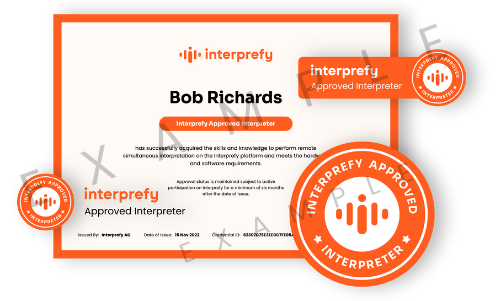 interprefy
Bob Richards
Interprefy Approved Interpreter
has successfully acquired the skills and knowledge to perform remote
simultaneous interpretation on the Interprefy platform and meets the hardware
and software requirements.
Approval status is maintained subject to active
participation on Interprefy for a minimum of six months
after the date of issue.
Issued By: Interprefy AG
Date of Issue: 15 Nov 2022
Credential ID:
interprefy
Approved Interpreter
INTERPREFY APPROVED
INTERPRETER
interprefy
Approved Interpreter
INTERPREFY APPROVED
INTERPRETER
INTERPREFY APPROVED
INTERPRETER
EXAMPLE
EXAMPLE